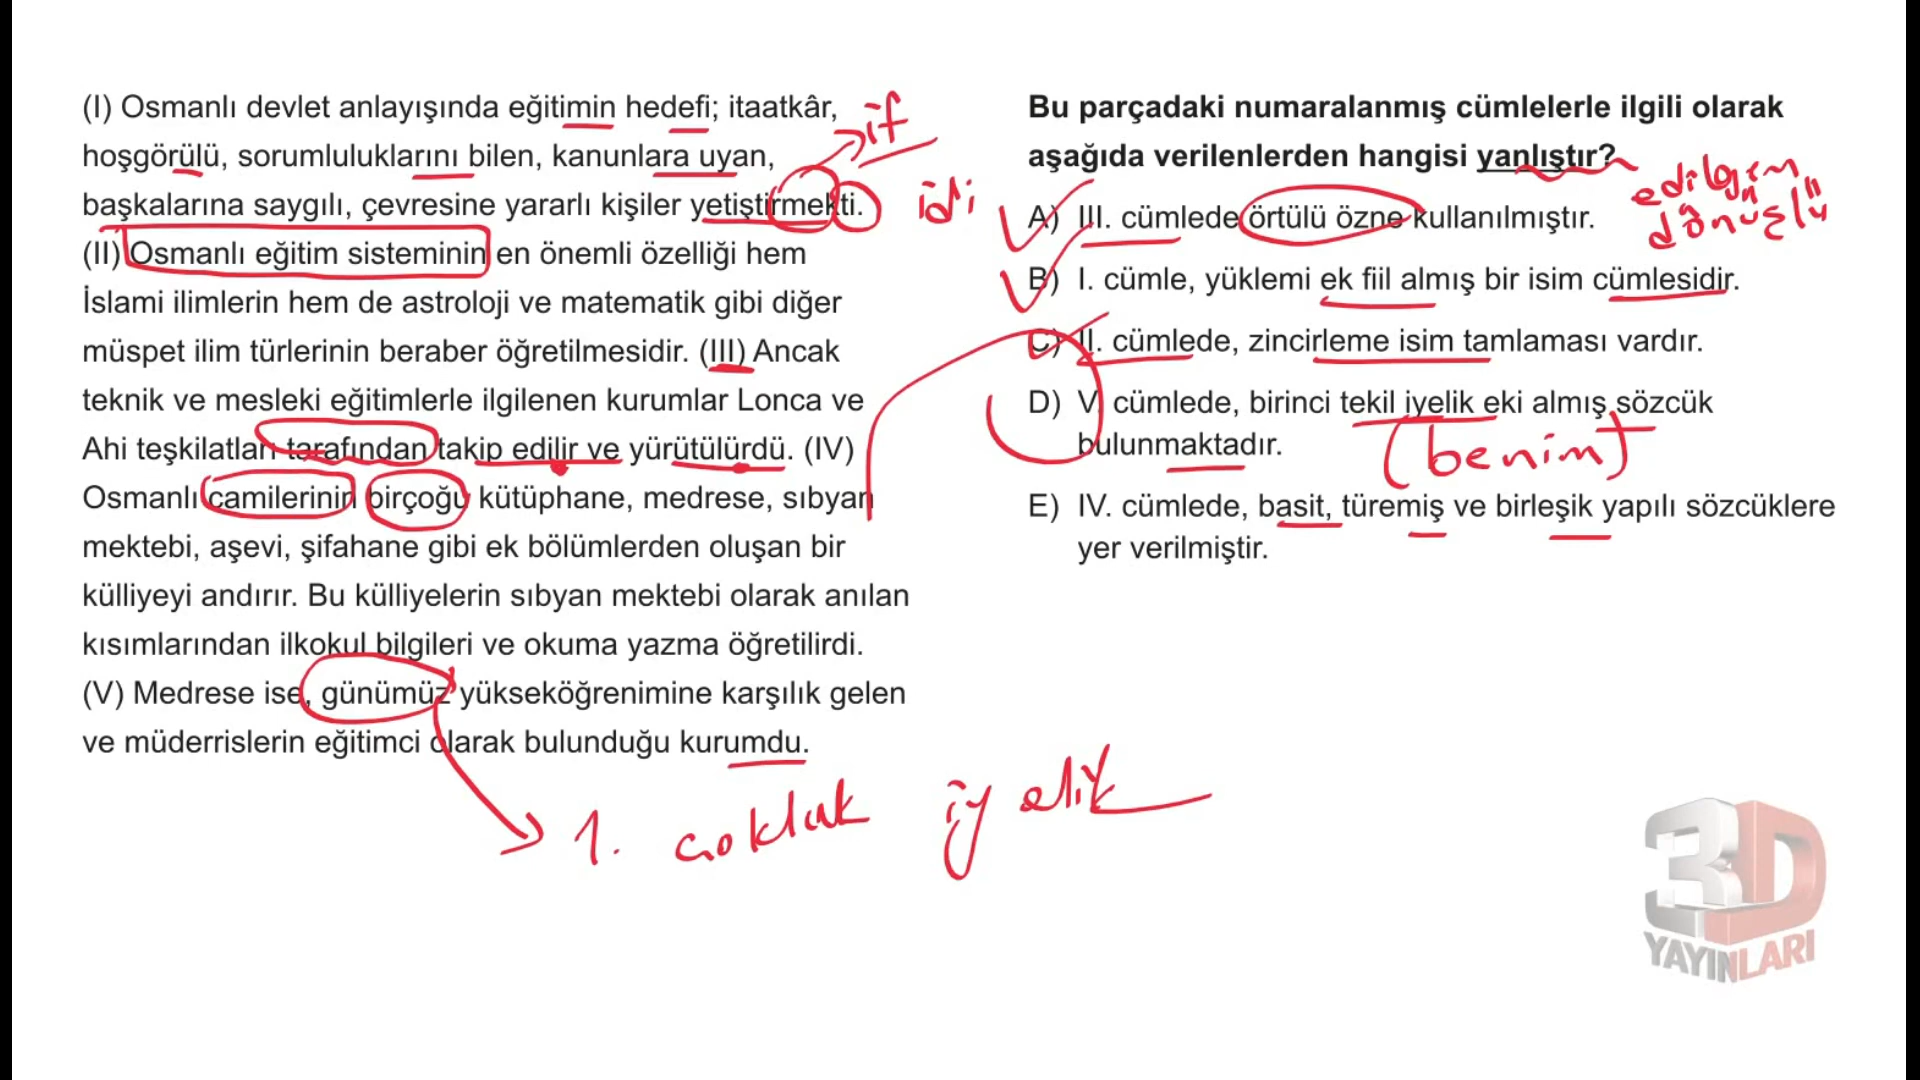 (I) Osmanlı devlet anlayışında eğitimin hedefi; itaatkâr,
hoşgörülü, sorumluluklarını bilen, kanunlara uyan,
başkalarına saygılı, çevresine yararlı kişiler yetiştirmekti.
(II) Osmanlı eğitim sisteminin en önemli özelliği hem
İslami ilimlerin hem de astroloji ve matematik gibi diğer
müspet ilim türlerinin beraber öğretilmesidir. (III) Ancak
teknik ve mesleki eğitimlerle ilgilenen kurumlar Lonca ve
Ahi teşkilatları tarafından takip edilir ve yürütülürdü. (IV)
Osmanlı camilerinin birçoğu kütüphane, medrese, sıbyan
mektebi, aşevi, şifahane gibi ek bölümlerden oluşan bir
külliyeyi andırır. Bu külliyelerin sıbyan mektebi olarak anılan
kısımlarından ilkokul bilgileri ve okuma yazma öğretilirdi.
(V) Medrese ise, günümüz yükseköğrenimine karşılık gelen
ve müderrislerin eğitimci olarak bulunduğu kurumdu.
if
idi
1. çokluk iyelik
Bu parçadaki numaralanmış cümlelerle ilgili olarak
aşağıda verilenlerden hangisi yanlıştır?
edilgen
dönüşlü
A) III. cümlede örtülü özne kullanılmıştır.
B) I. cümle, yüklemi ek fiil almış bir isim cümlesidir.
C) II. cümlede, zincirleme isim tamlaması vardır.
D) V. cümlede, birinci tekil iyelik eki almış sözcük
bulunmaktadır.
(benim)
E) IV. cümlede, basit, türemiş ve birleşik yapılı sözcüklere
yer verilmiştir.
3D
YAYINLARI